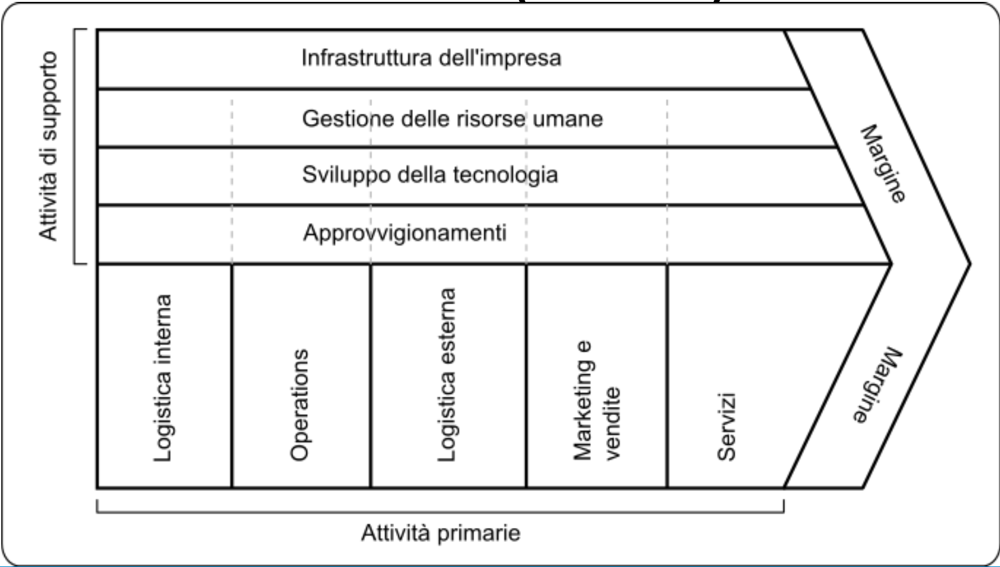 Attività di supporto
Infrastruttura dell'impresa
Gestione delle risorse umane
Sviluppo della tecnologia
Approvvigionamenti
Margine
Logistica interna
Operations
Logistica esterna
Marketing e
vendite
Servizi
Margine
Attività primarie